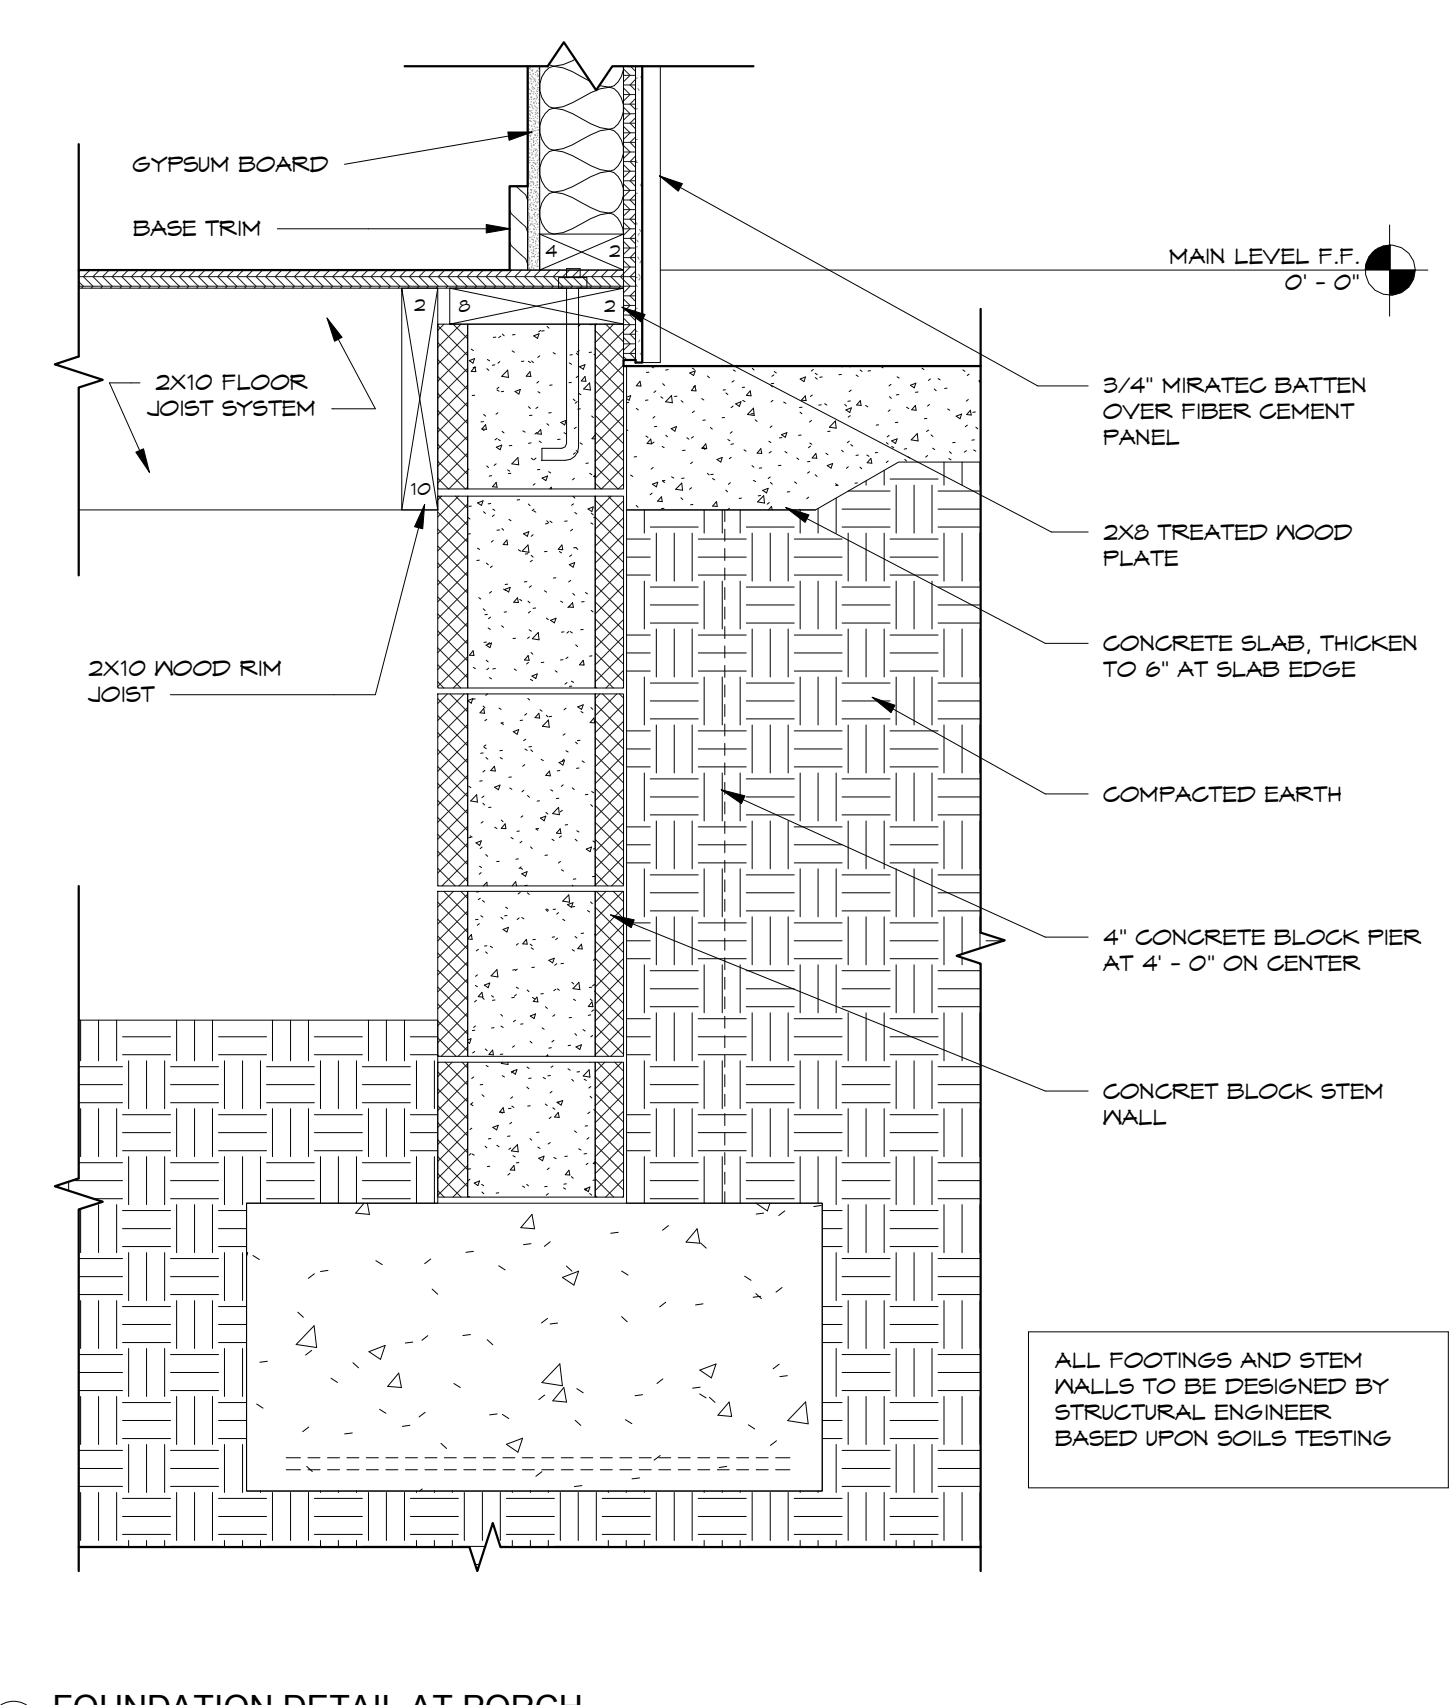 GYPSUM BOARD
BASE TRIM
4 2
MAIN LEVEL F.F.
0' - 0"
2 8 2
2X10 FLOOR
JOIST SYSTEM
10
3/4" MIRATEC BATTEN
OVER FIBER CEMENT
PANEL
2X8 TREATED WOOD
PLATE
2X10 WOOD RIM
JOIST
CONCRETE SLAB, THICKEN
TO 6" AT SLAB EDGE
COMPACTED EARTH
4" CONCRETE BLOCK PIER
AT 4' - 0" ON CENTER
CONCRET BLOCK STEM
WALL
ALL FOOTINGS AND STEM
WALLS TO BE DESIGNED BY
STRUCTURAL ENGINEER
BASED UPON SOILS TESTING
FOUNDATION DETAIL AT PORCH